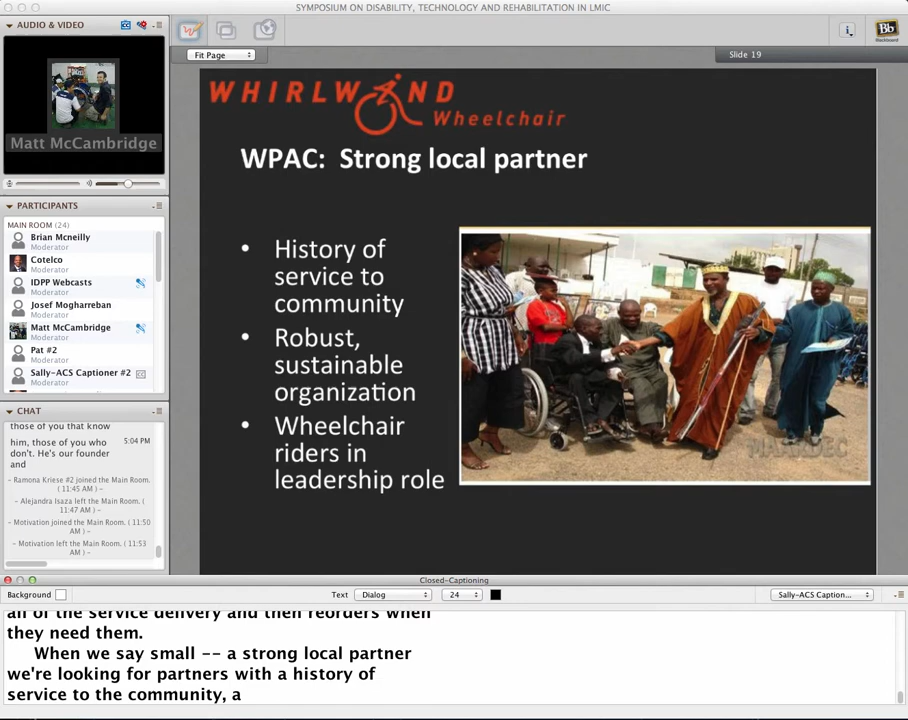 SYMPOSIUM ON DISABILITY, TECHNOLOGY AND REHABILITATION IN LMIC
AUDIO & VIDEO
Matt McCambridge
PARTICIPANTS
MAIN ROOM (24)
Brian Mcneilly
Moderator
Cotelco
Moderator
IDPP Webcasts
Moderator
Josef Mogharreban
Moderator
Matt McCambridge
Moderator
Pat #2
Moderator
Sally-ACS Captioner #2
Moderator
CHAT
those of you that know
him, those of you who 5:04 PM
don't. He's our founder
and
- Ramona Kriese #2 joined the Main Room.
( 11:45 AM ) -
- Alejandra Isaza left the Main Room. (
11:47 AM ) -
- Motivation joined the Main Room. ( 11:50
AM ) -
- Motivation left the Main Room. ( 11:53
AM ) -
Fit Page
Slide 19
Bb
Blackboard
WHIRLWIND
Wheelchair
WPAC: Strong local partner
• History of
service to
community
• Robust,
sustainable
organization
• Wheelchair
riders in
leadership role
MAARDEC
Closed-Captioning
Background
Text
Dialog
24
Sally-ACS Caption...
all of the service delivery and then reorders when
they need them.
When we say small -- a strong local partner
we're looking for partners with a history of
service to the community, a